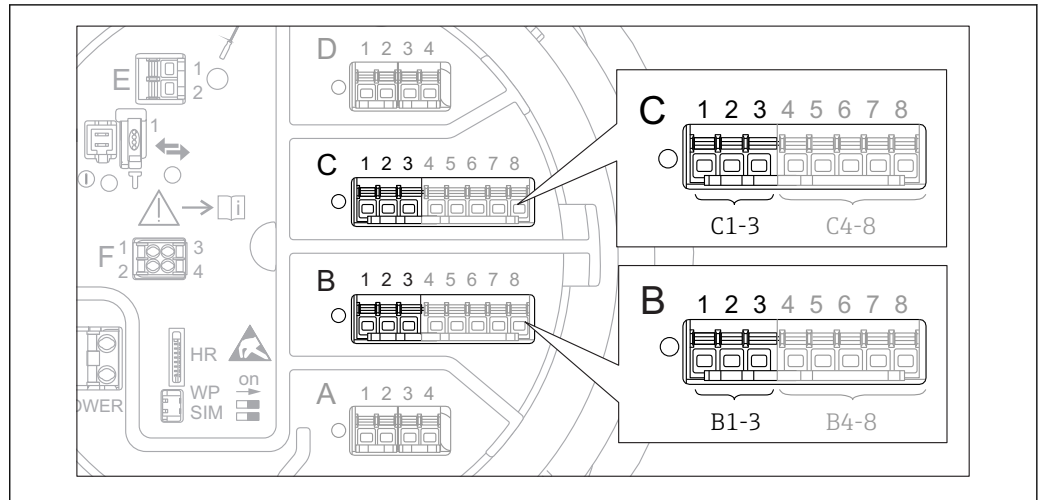 D 1 2 3 4
E 1
2
1
C 1 2 3 4 5 6 7 8
i
F 1 3
2 4
B 1 2 3 4 5 6 7 8
HR
on
WP
SIM
OWER
A 1 2 3 4
C 1 2 3 4 5 6 7 8
C1-3 C4-8
B 1 2 3 4 5 6 7 8
B1-3 B4-8